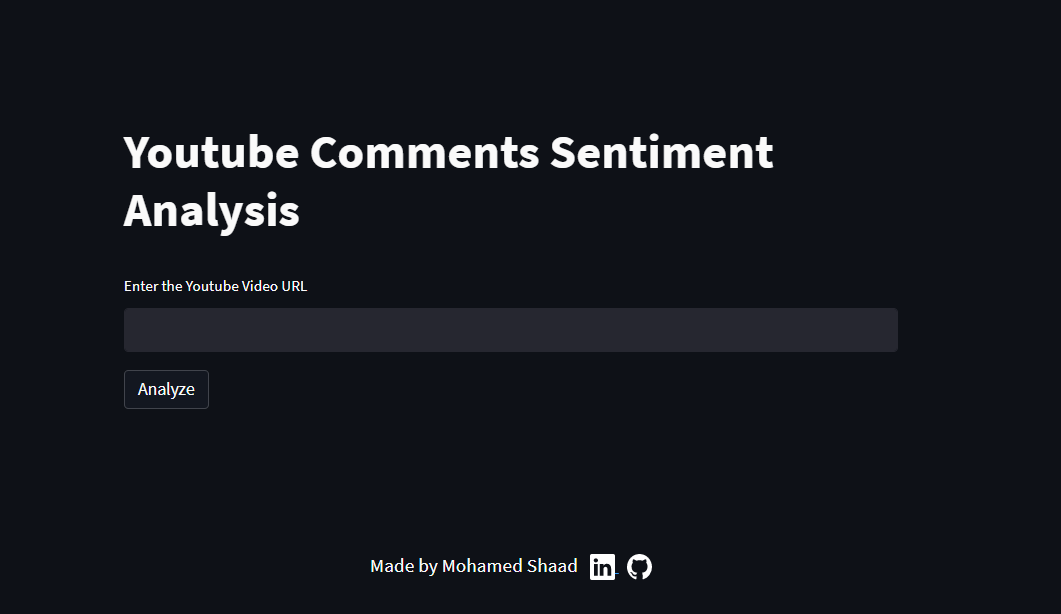 Youtube Comments Sentiment
Analysis
Enter the Youtube Video URL
Analyze
Made by Mohamed Shaad in